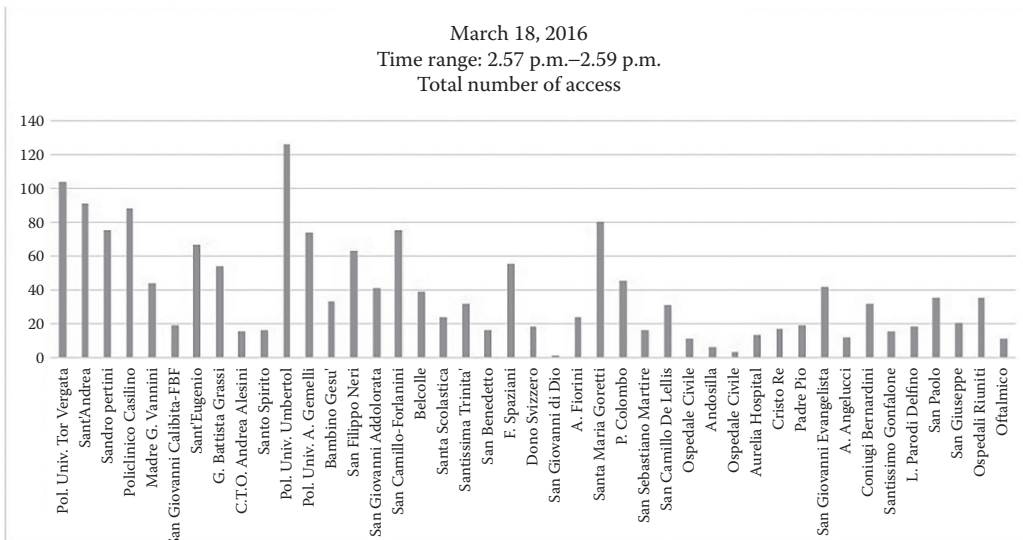 March 18, 2016
Time range: 2.57 p.m.–2.59 p.m.
Total number of access
140
120
100
80
60
40
20
0
Pol. Univ. Tor Vergata
Sant'Andrea
Sandro pertini
Policlinico Casilino
Madre G. Vannini
San Giovanni Calibita-FBF
Sant'Eugenio
G. Battista Grassi
C.T.O. Andrea Alesini
Santo Spirito
Pol. Univ. UmbertoI
Pol. Univ. A. Gemelli
Bambino Gesu'
San Filippo Neri
San Giovanni Addolorata
San Camillo-Forlanini
Belcolle
Santa Scolastica
Santissima Trinita'
San Benedetto
F. Spaziani
Dono Svizzero
San Giovanni di Dio
A. Fiorini
Santa Maria Goretti
P. Colombo
San Sebastiano Martire
San Camillo De Lellis
Ospedale Civile
Andosilla
Ospedale Civile
Aurelia Hospital
Cristo Re
Padre Pio
San Giovanni Evangelista
A. Angelucci
Coniugi Bernardini
Santissimo Gonfalone
L. Parodi Delfino
San Paolo
San Giuseppe
Ospedali Riuniti
Oftalmico